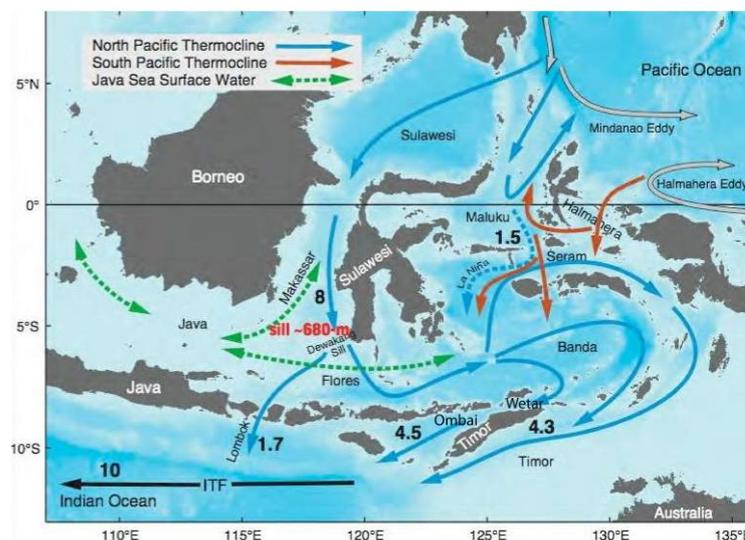 North Pacific Thermocline
South Pacific Thermocline
Java Sea Surface Water
Pacific Ocean
5°N
Mindanao Eddy
Sulawesi
Borneo
Halmahera Eddy
0°
Maluku
Halmahera
1.5
Seram
Makassar
Sulawesi
La Niña
8
Java
sill ~680 m
5°S
Dewakang
Sill
Banda
Flores
Java
Wetar
Ombai
Lombok
1.7
4.5
Timor
4.3
10°S
Timor
10
ITF
Indian Ocean
Australia
110°E
115°E
120°E
125°E
130°E
135°E